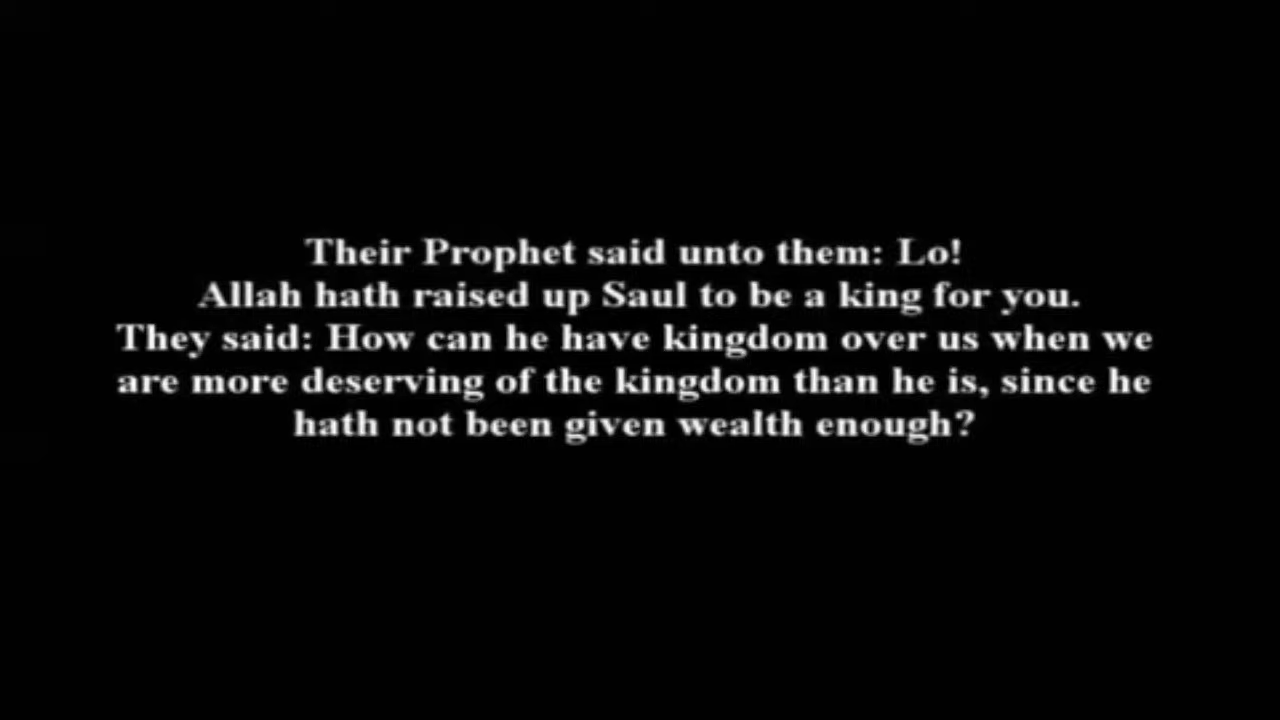 Their Prophet said unto them: Lo!
Allah hath raised up Saul to be a king for you.
They said: How can he have kingdom over us when we
are more deserving of the kingdom than he is, since he
hath not been given wealth enough?